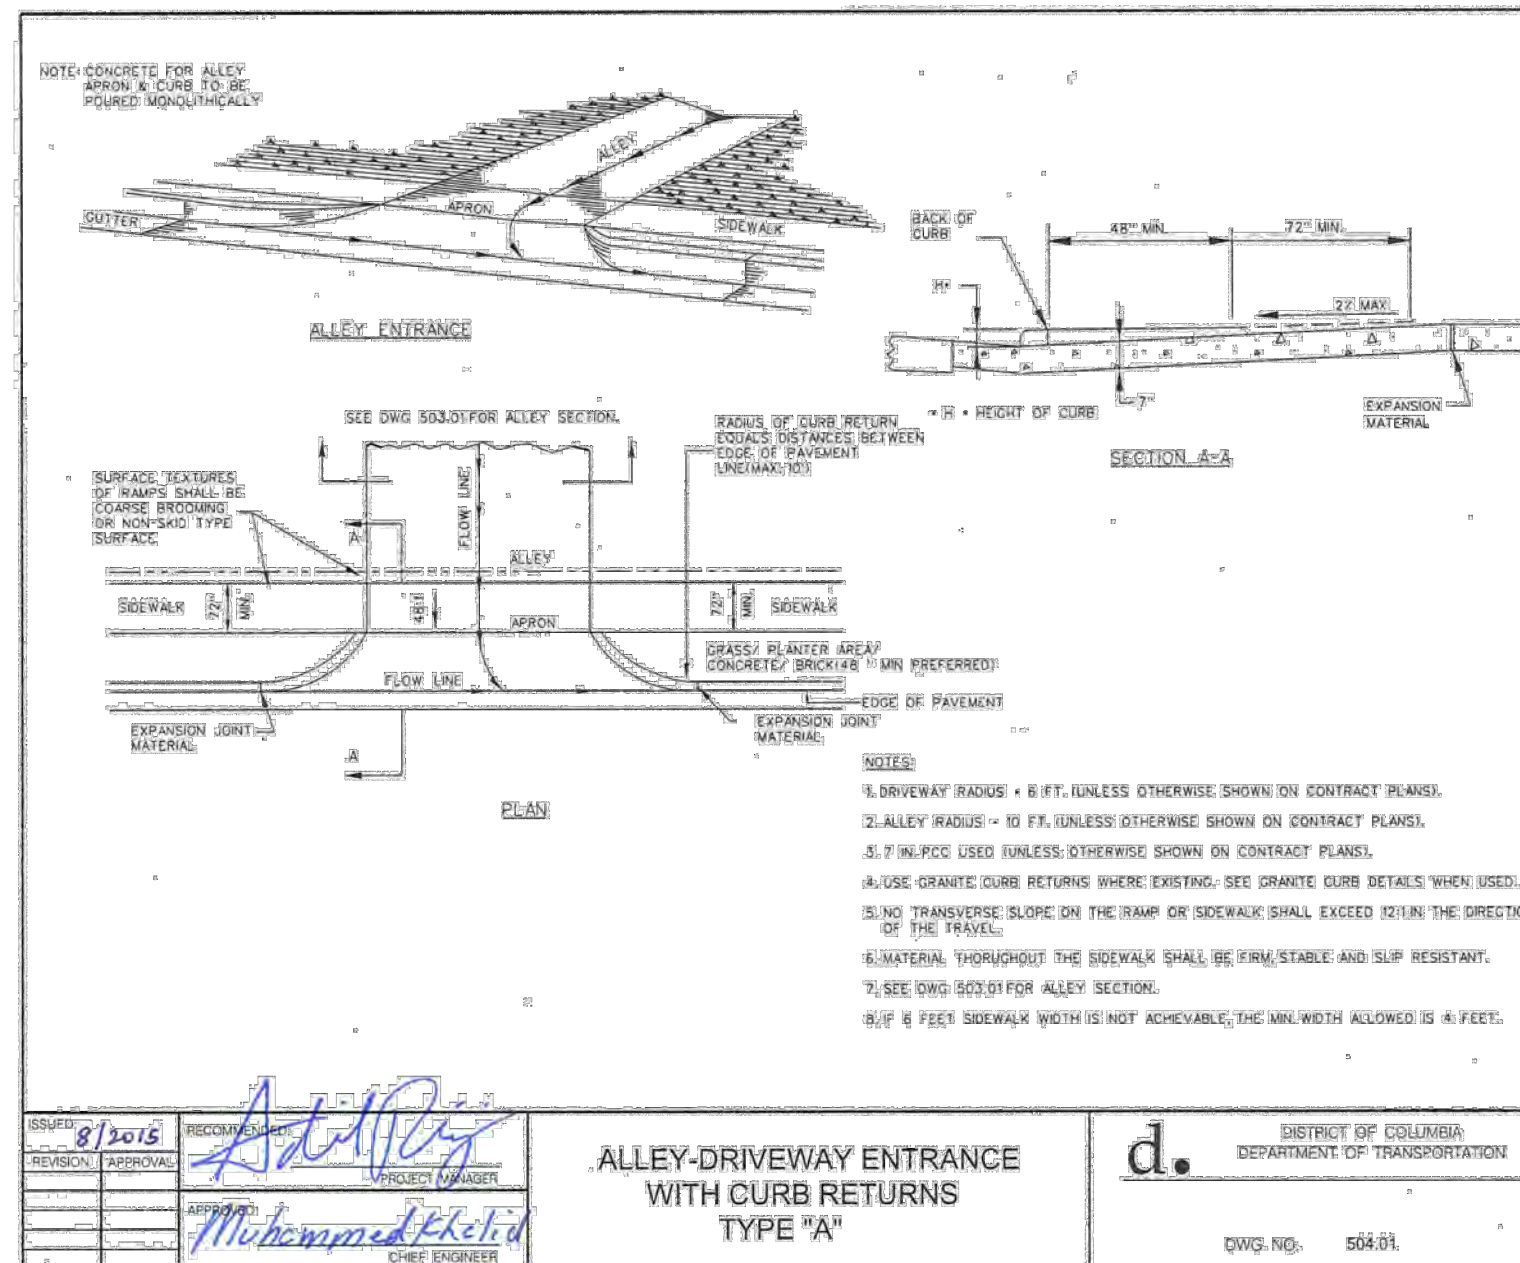 NOTE: CONCRETE FOR ALLEY
APRON & CURB TO BE
POURED MONOLITHICALLY
ALLEY
APRON
GUTTER
SIDEWALK
ALLEY ENTRANCE
BACK OF
CURB
48" MIN.
72" MIN.
H*
2% MAX
7"
* H = HEIGHT OF CURB
EXPANSION
MATERIAL
SECTION A-A
SEE DWG 503.01 FOR ALLEY SECTION.
RADIUS OF CURB RETURN
EQUALS DISTANCES BETWEEN
EDGE OF PAVEMENT
LINE(MAX. 10')
SURFACE TEXTURES
OF RAMPS SHALL BE
COARSE BROOMING
OR NON-SKID TYPE
SURFACE
FLOW LINE
A
ALLEY
SIDEWALK
72"
MIN.
48"
APRON
72"
MIN.
SIDEWALK
GRASS/ PLANTER AREA/
CONCRETE/ BRICK(48 " MIN PREFERRED)
FLOW LINE
EDGE OF PAVEMENT
EXPANSION JOINT
MATERIAL
EXPANSION JOINT
MATERIAL
A
PLAN
NOTES:
1. DRIVEWAY RADIUS = 6 FT. (UNLESS OTHERWISE SHOWN ON CONTRACT PLANS).
2. ALLEY RADIUS = 10 FT. (UNLESS OTHERWISE SHOWN ON CONTRACT PLANS).
3. 7 IN. PCC USED (UNLESS OTHERWISE SHOWN ON CONTRACT PLANS).
4. USE GRANITE CURB RETURNS WHERE EXISTING. SEE GRANITE CURB DETAILS WHEN USED.
5. NO TRANSVERSE SLOPE ON THE RAMP OR SIDEWALK SHALL EXCEED 12:1 IN THE DIRECTIO
OF THE TRAVEL.
6. MATERIAL THORUGHOUT THE SIDEWALK SHALL BE FIRM, STABLE AND SLIP RESISTANT.
7. SEE DWG 503.01 FOR ALLEY SECTION.
8. IF 6 FEET SIDEWALK WIDTH IS NOT ACHIEVABLE, THE MIN. WIDTH ALLOWED IS 4 FEET.
ISSUED: 8/2015
REVISION APPROVAL
RECOMMENDED:
PROJECT MANAGER
APPROVED:
Muhammed Khalid
CHIEF ENGINEER
ALLEY-DRIVEWAY ENTRANCE
WITH CURB RETURNS
TYPE "A"
d.
DISTRICT OF COLUMBIA
DEPARTMENT OF TRANSPORTATION
DWG. NO. 504.01